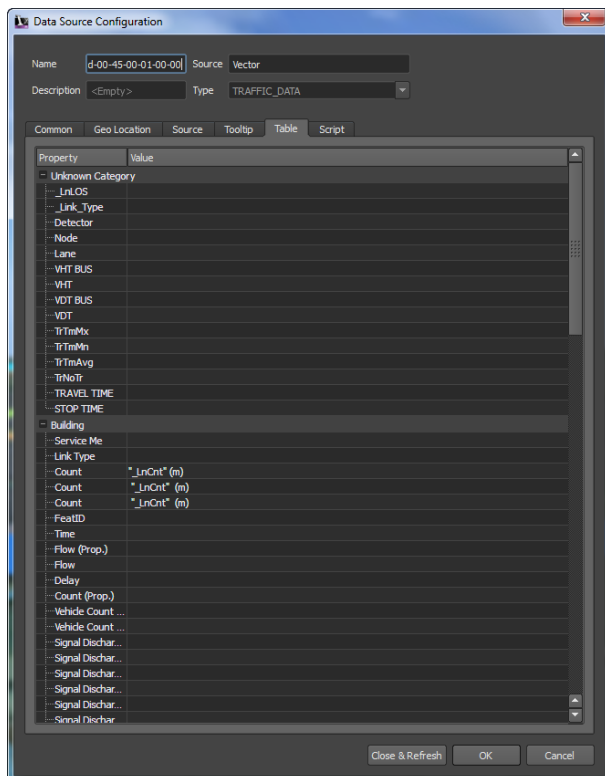 Data Source Configuration
Name d-00-45-00-01-00-00 Source Vector
Description <Empty> Type TRAFFIC_DATA
Common Geo Location Source Tooltip Table Script
Property Value
Unknown Category
_LnLOS
_Link_Type
Detector
Node
Lane
VHT BUS
VHT
VDT BUS
VDT
TrTmMx
TrTmMn
TrTmAvg
TrNoTr
TRAVEL TIME
STOP TIME
Building
Service Me
Link Type
Count "_LnCnt" (m)
Count "_LnCnt" (m)
Count "_LnCnt" (m)
FeatID
Time
Flow (Prop.)
Flow
Delay
Count (Prop.)
Vehicle Count ...
Vehicle Count ...
Signal Dischar...
Signal Dischar...
Signal Dischar...
Signal Dischar...
Signal Dischar...
Signal Dischar
Close & Refresh OK Cancel